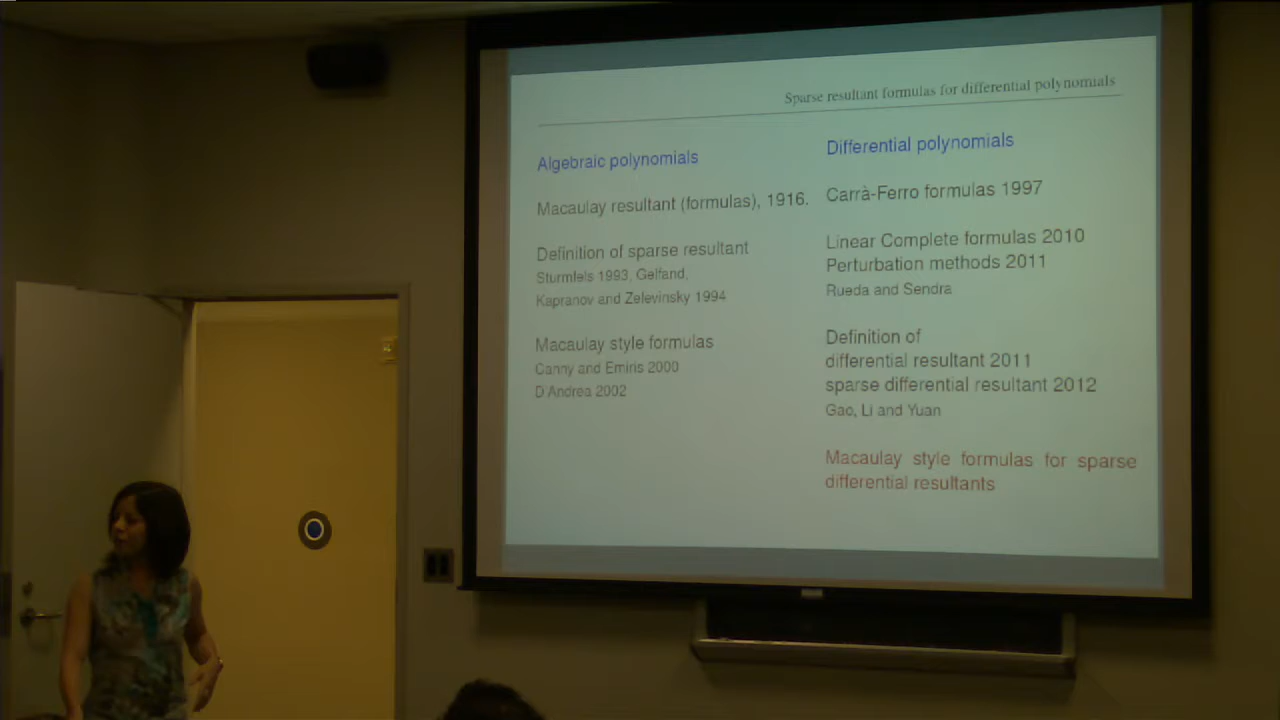 Sparse resultant formulas for differential polynomials
Algebraic polynomials
Macaulay resultant (formulas), 1916.
Definition of sparse resultant
Sturmfels 1993, Gelfand,
Kapranov and Zelevinsky 1994
Macaulay style formulas
Canny and Emiris 2000
D'Andrea 2002
Differential polynomials
Carrà-Ferro formulas 1997
Linear Complete formulas 2010
Perturbation methods 2011
Rueda and Sendra
Definition of
differential resultant 2011
sparse differential resultant 2012
Gao, Li and Yuan
Macaulay style formulas for sparse
differential resultants